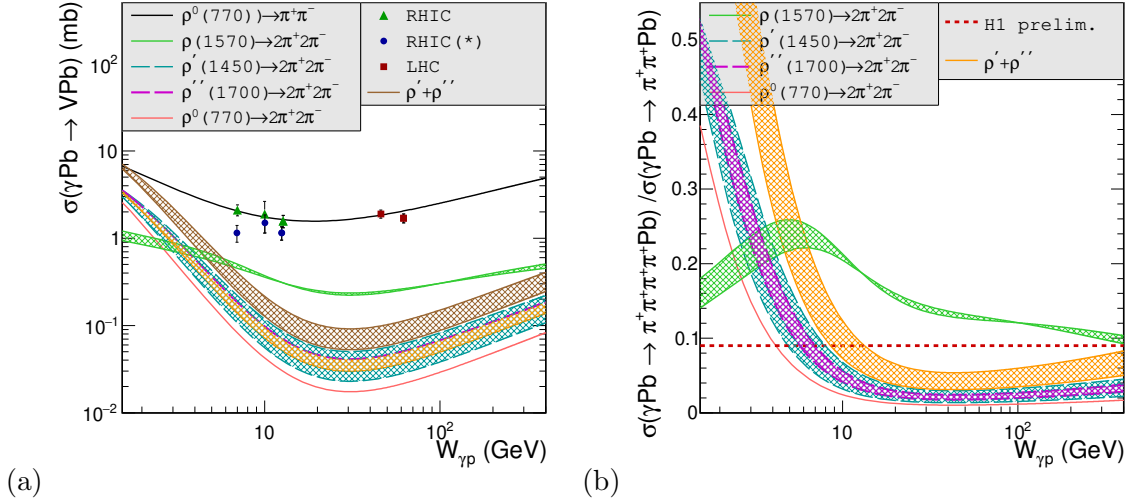 σ(γPb → VPb) (mb)
10²
10
1
10⁻¹
10⁻²
ρ⁰(770))→π⁺π⁻
ρ(1570)→2π⁺2π⁻
ρ'(1450)→2π⁺2π⁻
ρ''(1700)→2π⁺2π⁻
ρ⁰(770)→2π⁺2π⁻
RHIC
RHIC(*)
LHC
ρ'+ρ''
10
10²
W_γp (GeV)
(a)
σ(γPb → π⁺π⁺π⁺π⁺Pb) /σ(γPb → π⁺π⁺Pb)
0.5
0.4
0.3
0.2
0.1
0
ρ(1570)→2π⁺2π⁻
ρ'(1450)→2π⁺2π⁻
ρ''(1700)→2π⁺2π⁻
ρ⁰(770)→2π⁺2π⁻
H1 prelim.
ρ'+ρ''
10
10²
W_γp (GeV)
(b)